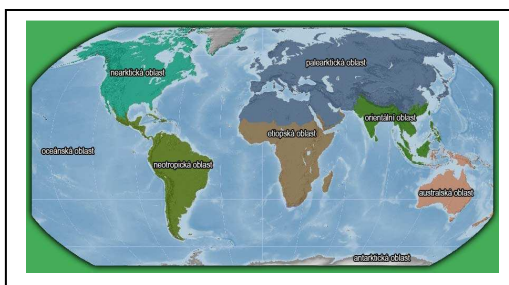 nearktická oblast
palearktická oblast
orientální oblast
etiopská oblast
oceánská oblast
neotropická oblast
australská oblast
antarktická oblast